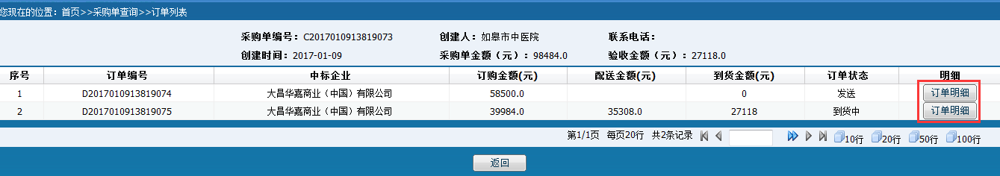 您现在的位置：首页>>采购单查询>>订单列表
采购单编号：C2017010913819073 创建人：如皋市中医院 联系电话：
创建时间：2017-01-09 采购单金额（元）：98484.0 验收金额（元）：27118.0
序号 订单编号 中标企业 订购金额(元) 配送金额(元) 到货金额(元) 订单状态 明细
1 D2017010913819074 大昌华嘉商业（中国）有限公司 58500.0 0 发送 订单明细
2 D2017010913819075 大昌华嘉商业（中国）有限公司 39984.0 35308.0 27118 到货中 订单明细
第1/1页 每页20行 共2条记录 10行 20行 50行 100行
返回